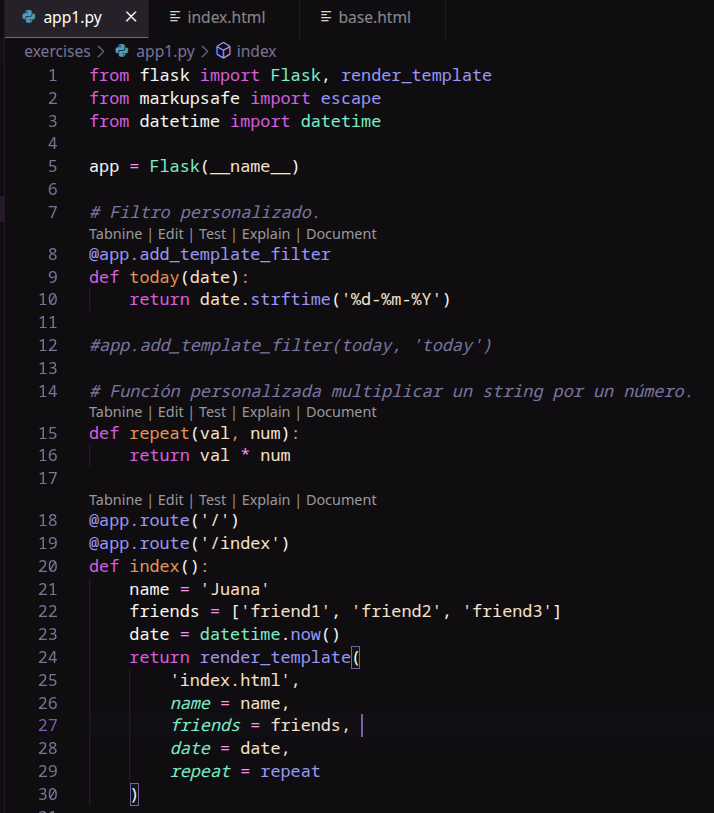 app1.py × index.html base.html
exercises > app1.py > index
1 from flask import Flask, render_template
2 from markupsafe import escape
3 from datetime import datetime
4
5 app = Flask(__name__)
6
7 # Filtro personalizado.
Tabnine | Edit | Test | Explain | Document
8 @app.add_template_filter
9 def today(date):
10     return date.strftime('%d-%m-%Y')
11
12 #app.add_template_filter(today, 'today')
13
14 # Función personalizada multiplicar un string por un número.
Tabnine | Edit | Test | Explain | Document
15 def repeat(val, num):
16     return val * num
17
Tabnine | Edit | Test | Explain | Document
18 @app.route('/')
19 @app.route('/index')
20 def index():
21     name = 'Juana'
22     friends = ['friend1', 'friend2', 'friend3']
23     date = datetime.now()
24     return render_template(
25         'index.html',
26         name = name,
27         friends = friends,
28         date = date,
29         repeat = repeat
30     )